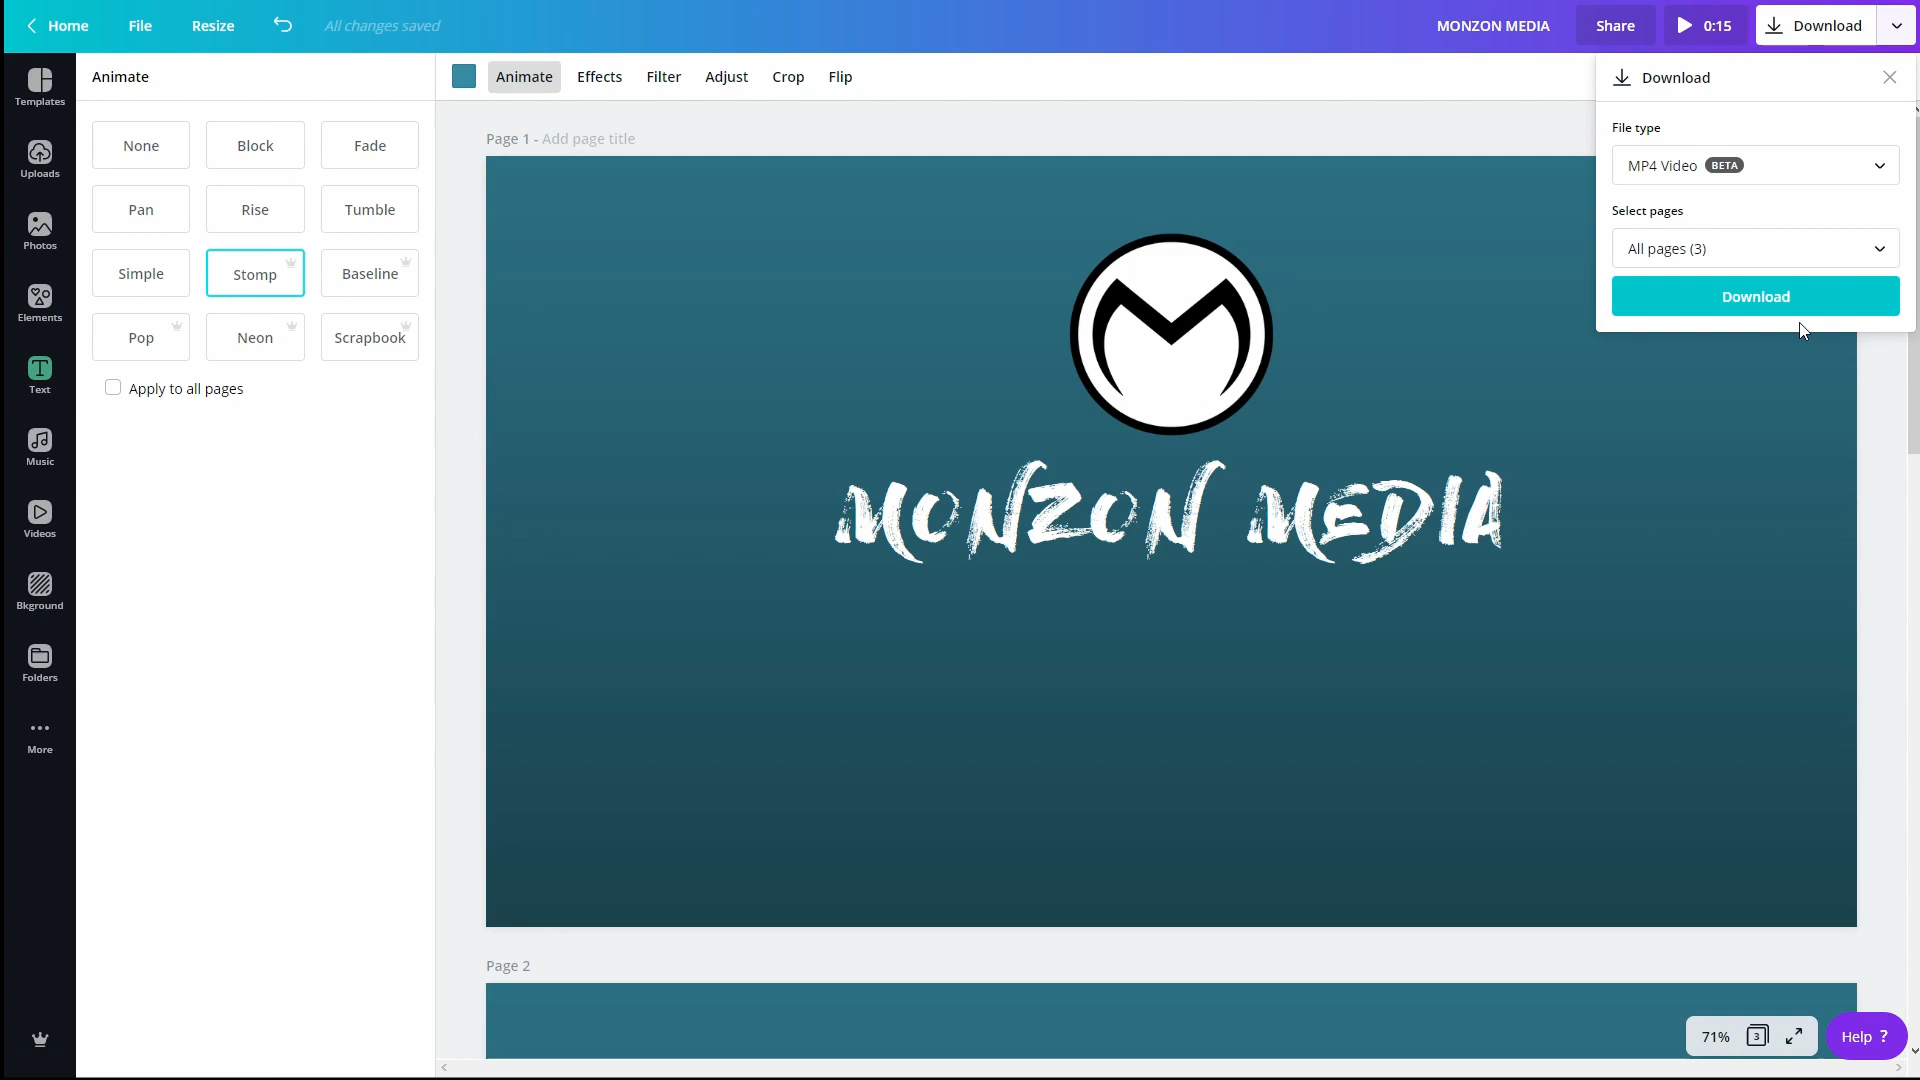 Home File Resize All changes saved MONZON MEDIA Share 0:15 Download
Animate
Animate Effects Filter Adjust Crop Flip
Download
Templates
Uploads
Photos
Elements
Text
Music
Videos
Bkground
Folders
More
None Block Fade
Pan Rise Tumble
Simple Stomp Baseline
Pop Neon Scrapbook
Apply to all pages
Page 1 - Add page title
MONZON MEDIA
Page 2
File type
MP4 Video BETA
Select pages
All pages (3)
Download
71% 3 Help ?